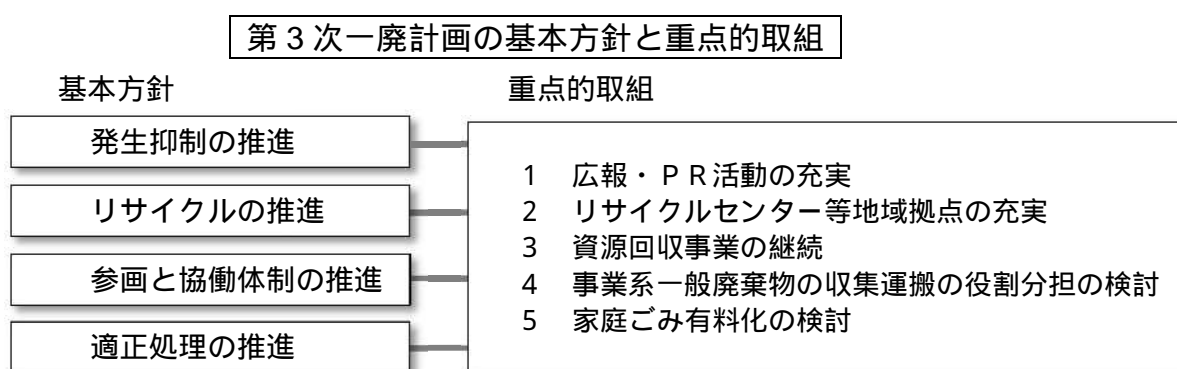 第3次一廃計画の基本方針と重点的取組
基本方針
重点的取組
発生抑制の推進
リサイクルの推進
参画と協働体制の推進
適正処理の推進
1 広報・PR活動の充実
2 リサイクルセンター等地域拠点の充実
3 資源回収事業の継続
4 事業系一般廃棄物の収集運搬の役割分担の検討
5 家庭ごみ有料化の検討